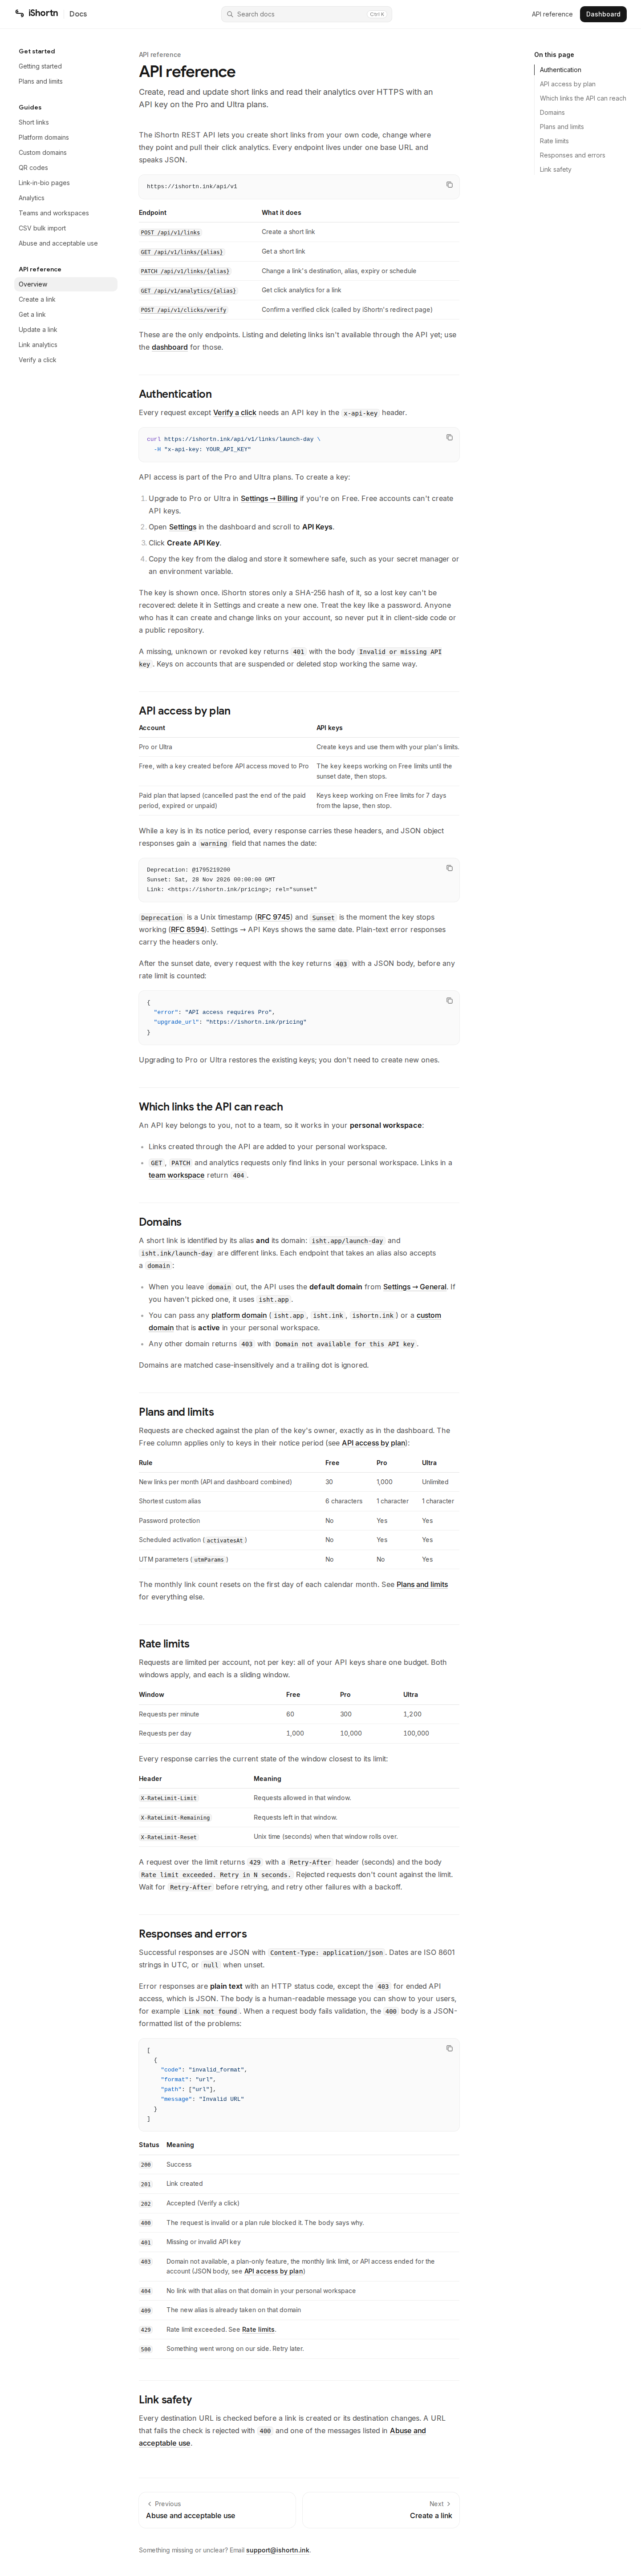 iShortn
Docs
Search docs
Ctrl K
API reference
Dashboard
Get started
Getting started
Plans and limits
Guides
Short links
Platform domains
Custom domains
QR codes
Link-in-bio pages
Analytics
Teams and workspaces
CSV bulk import
Abuse and acceptable use
API reference
Overview
Create a link
Get a link
Update a link
Link analytics
Verify a click
API reference
API reference
Create, read and update short links and read their analytics over HTTPS with an
API key on the Pro and Ultra plans.
The iShortn REST API lets you create short links from your own code, change where
they point and pull their click analytics. Every endpoint lives under one base URL and
speaks JSON.
https://ishortn.ink/api/v1
Endpoint What it does
POST /api/v1/links Create a short link
GET /api/v1/links/{alias} Get a short link
PATCH /api/v1/links/{alias} Change a link's destination, alias, expiry or schedule
GET /api/v1/analytics/{alias} Get click analytics for a link
POST /api/v1/clicks/verify Confirm a verified click (called by iShortn's redirect page)
These are the only endpoints. Listing and deleting links isn't available through the API yet; use
the dashboard for those.
Authentication
Every request except Verify a click needs an API key in the x-api-key header.
curl https://ishortn.ink/api/v1/links/launch-day \
-H "x-api-key: YOUR_API_KEY"
API access is part of the Pro and Ultra plans. To create a key:
1. Upgrade to Pro or Ultra in Settings → Billing if you're on Free. Free accounts can't create
API keys.
2. Open Settings in the dashboard and scroll to API Keys.
3. Click Create API Key.
4. Copy the key from the dialog and store it somewhere safe, such as your secret manager or
an environment variable.
The key is shown once. iShortn stores only a SHA-256 hash of it, so a lost key can't be
recovered: delete it in Settings and create a new one. Treat the key like a password. Anyone
who has it can create and change links on your account, so never put it in client-side code or
a public repository.
A missing, unknown or revoked key returns 401 with the body Invalid or missing API
key. Keys on accounts that are suspended or deleted stop working the same way.
API access by plan
Account API keys
Pro or Ultra Create keys and use them with your plan's limits.
Free, with a key created before API access moved to Pro The key keeps working on Free limits until the
sunset date, then stops.
Paid plan that lapsed (cancelled past the end of the paid Keys keep working on Free limits for 7 days
period, expired or unpaid) from the lapse, then stop.
While a key is in its notice period, every response carries these headers, and JSON object
responses gain a warning field that names the date:
Deprecation: @1795219200
Sunset: Sat, 28 Nov 2026 00:00:00 GMT
Link: <https://ishortn.ink/pricing>; rel="sunset"
Deprecation is a Unix timestamp (RFC 9745) and Sunset is the moment the key stops
working (RFC 8594). Settings → API Keys shows the same date. Plain-text error responses
carry the headers only.
After the sunset date, every request with the key returns 403 with a JSON body, before any
rate limit is counted:
{
"error": "API access requires Pro",
"upgrade_url": "https://ishortn.ink/pricing"
}
Upgrading to Pro or Ultra restores the existing keys; you don't need to create new ones.
Which links the API can reach
An API key belongs to you, not to a team, so it works in your personal workspace:
• Links created through the API are added to your personal workspace.
• GET, PATCH and analytics requests only find links in your personal workspace. Links in a
team workspace return 404.
Domains
A short link is identified by its alias and its domain: isht.app/launch-day and
isht.ink/launch-day are different links. Each endpoint that takes an alias also accepts
a domain:
• When you leave domain out, the API uses the default domain from Settings → General. If
you haven't picked one, it uses isht.app.
• You can pass any platform domain (isht.app, isht.ink, ishortn.ink) or a custom
domain that is active in your personal workspace.
• Any other domain returns 403 with Domain not available for this API key.
Domains are matched case-insensitively and a trailing dot is ignored.
Plans and limits
Requests are checked against the plan of the key's owner, exactly as in the dashboard. The
Free column applies only to keys in their notice period (see API access by plan):
Rule Free Pro Ultra
New links per month (API and dashboard combined) 30 1,000 Unlimited
Shortest custom alias 6 characters 1 character 1 character
Password protection No Yes Yes
Scheduled activation (activatesAt) No Yes Yes
UTM parameters (utmParams) No No Yes
The monthly link count resets on the first day of each calendar month. See Plans and limits
for everything else.
Rate limits
Requests are limited per account, not per key: all of your API keys share one budget. Both
windows apply, and each is a sliding window.
Window Free Pro Ultra
Requests per minute 60 300 1,200
Requests per day 1,000 10,000 100,000
Every response carries the current state of the window closest to its limit:
Header Meaning
X-RateLimit-Limit Requests allowed in that window.
X-RateLimit-Remaining Requests left in that window.
X-RateLimit-Reset Unix time (seconds) when that window rolls over.
A request over the limit returns 429 with a Retry-After header (seconds) and the body
Rate limit exceeded. Retry in N seconds. Rejected requests don't count against the limit.
Wait for Retry-After before retrying, and retry other failures with a backoff.
Responses and errors
Successful responses are JSON with Content-Type: application/json. Dates are ISO 8601
strings in UTC, or null when unset.
Error responses are plain text with an HTTP status code, except the 403 for ended API
access, which is JSON. The body is a human-readable message you can show to your users,
for example Link not found. When a request body fails validation, the 400 body is a JSON-
formatted list of the problems:
[
{
"code": "invalid_format",
"format": "url",
"path": ["url"],
"message": "Invalid URL"
}
]
Status Meaning
200 Success
201 Link created
202 Accepted (Verify a click)
400 The request is invalid or a plan rule blocked it. The body says why.
401 Missing or invalid API key
403 Domain not available, a plan-only feature, the monthly link limit, or API access ended for the
account (JSON body, see API access by plan)
404 No link with that alias on that domain in your personal workspace
409 The new alias is already taken on that domain
429 Rate limit exceeded. See Rate limits.
500 Something went wrong on our side. Retry later.
Link safety
Every destination URL is checked before a link is created or its destination changes. A URL
that fails the check is rejected with 400 and one of the messages listed in Abuse and
acceptable use.
Previous
Abuse and acceptable use
Next
Create a link
Something missing or unclear? Email support@ishortn.ink.
On this page
Authentication
API access by plan
Which links the API can reach
Domains
Plans and limits
Rate limits
Responses and errors
Link safety